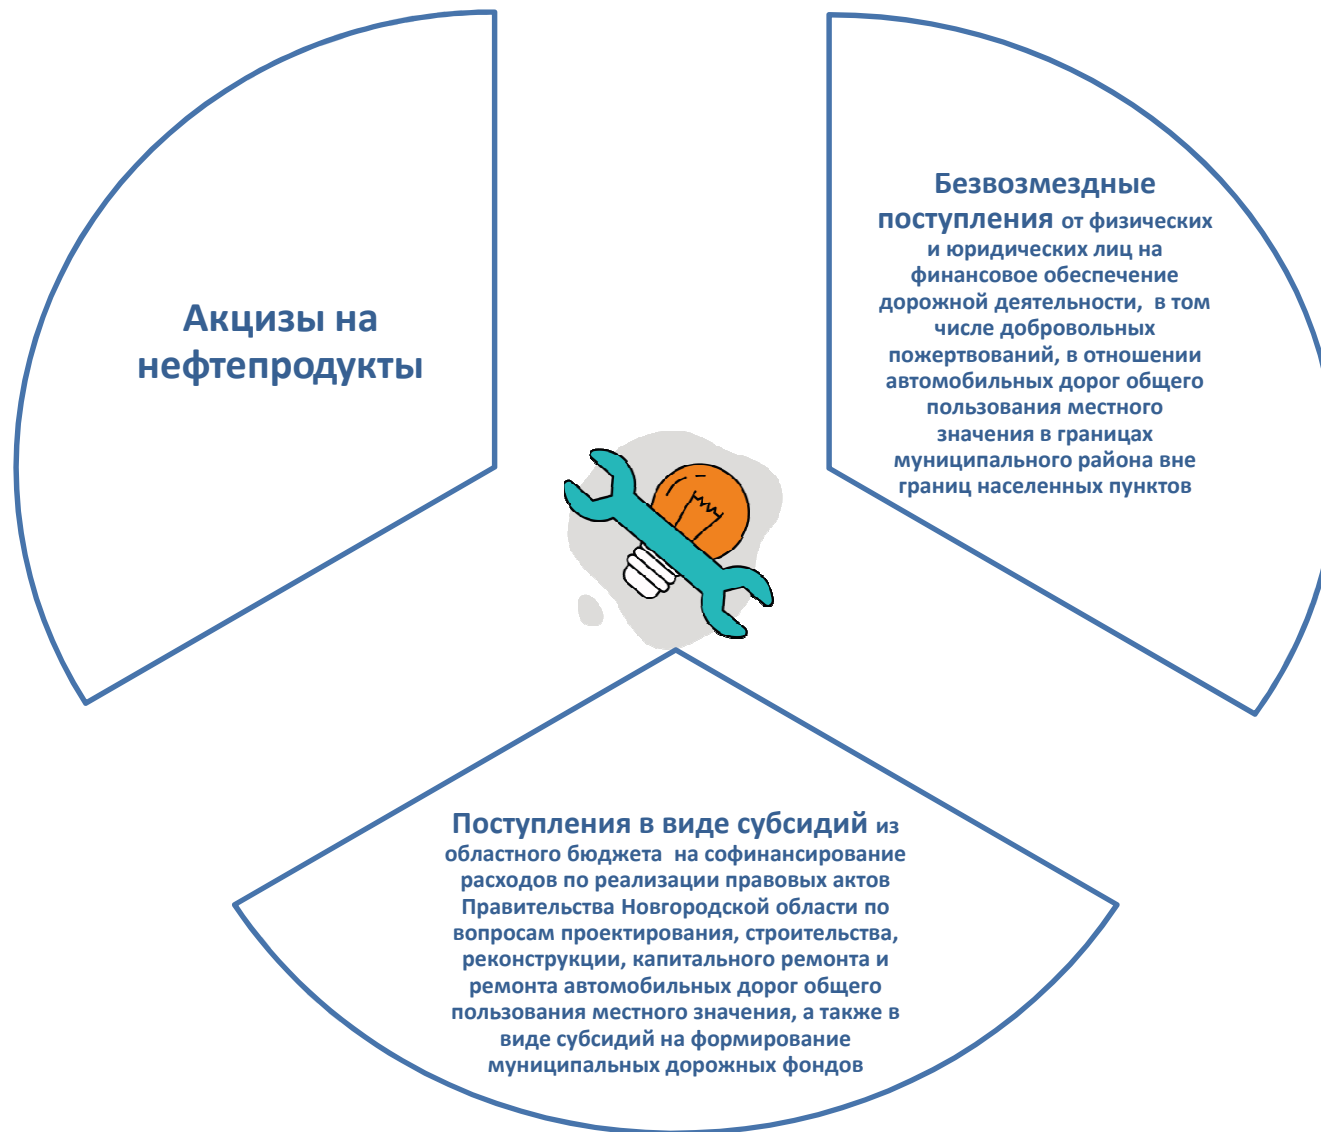 Акцизы на
нефтепродукты
Безвозмездные
поступления от физических
и юридических лиц на
финансовое обеспечение
дорожной деятельности, в том
числе добровольных
пожертвований, в отношении
автомобильных дорог общего
пользования местного
значения в границах
муниципального района вне
границ населенных пунктов
Поступления в виде субсидий из
областного бюджета на софинансирование
расходов по реализации правовых актов
Правительства Новгородской области по
вопросам проектирования, строительства,
реконструкции, капитального ремонта и
ремонта автомобильных дорог общего
пользования местного значения, а также в
виде субсидий на формирование
муниципальных дорожных фондов